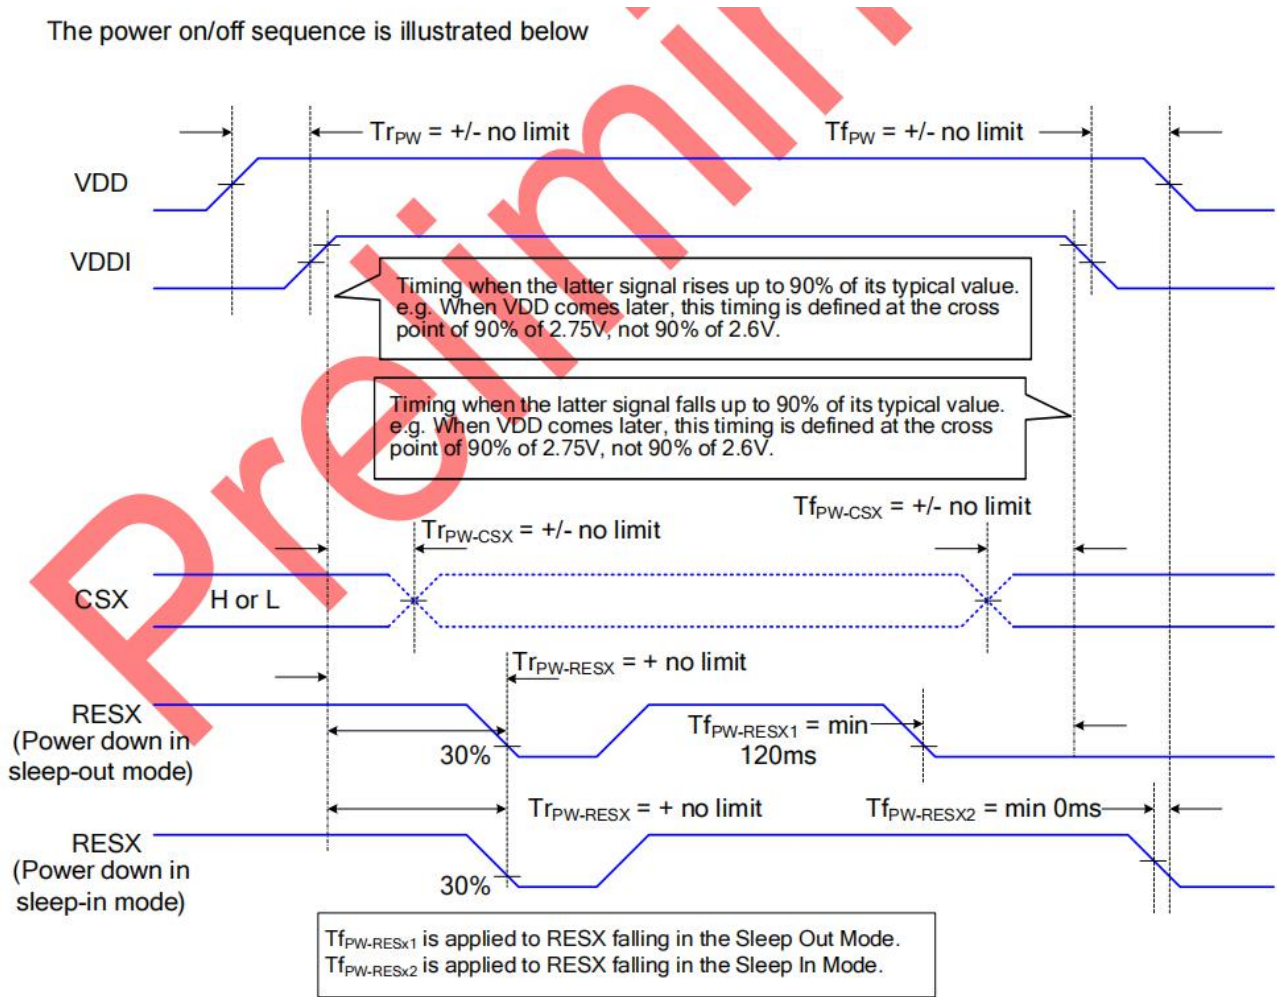 The power on/off sequence is illustrated below
TrPW = +/- no limit
TfPW = +/- no limit
VDD
VDDI
Timing when the latter signal rises up to 90% of its typical value.
e.g. When VDD comes later, this timing is defined at the cross
point of 90% of 2.75V, not 90% of 2.6V.
Timing when the latter signal falls up to 90% of its typical value.
e.g. When VDD comes later, this timing is defined at the cross
point of 90% of 2.75V, not 90% of 2.6V.
TfPW-CSX = +/- no limit
TrPW-CSX = +/- no limit
CSX
H or L
TrPW-RESX = + no limit
RESX
(Power down in
sleep-out mode)
30%
TfPW-RESX1 = min
120ms
TrPW-RESX = + no limit
TfPW-RESX2 = min 0ms
RESX
(Power down in
sleep-in mode)
30%
TfPW-RESx1 is applied to RESX falling in the Sleep Out Mode.
TfPW-RESx2 is applied to RESX falling in the Sleep In Mode.
Prelimin